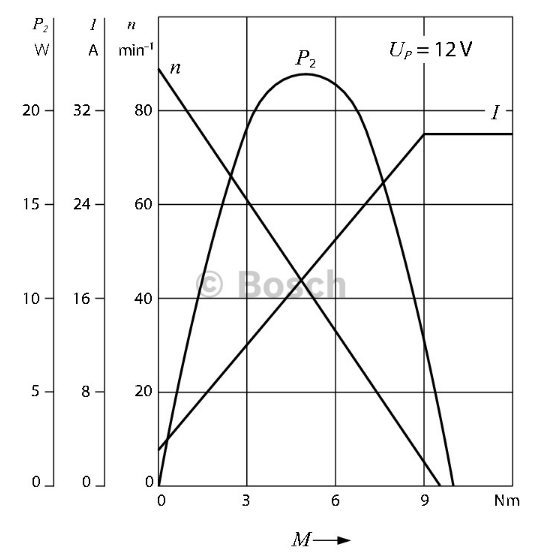 P₂ I n
W A min⁻¹
n
P₂
U_P = 12 V
20 32 80
I
15 24 60
© Bosch
10 16 40
5 8 20
0 0 0
0 3 6 9 Nm
M